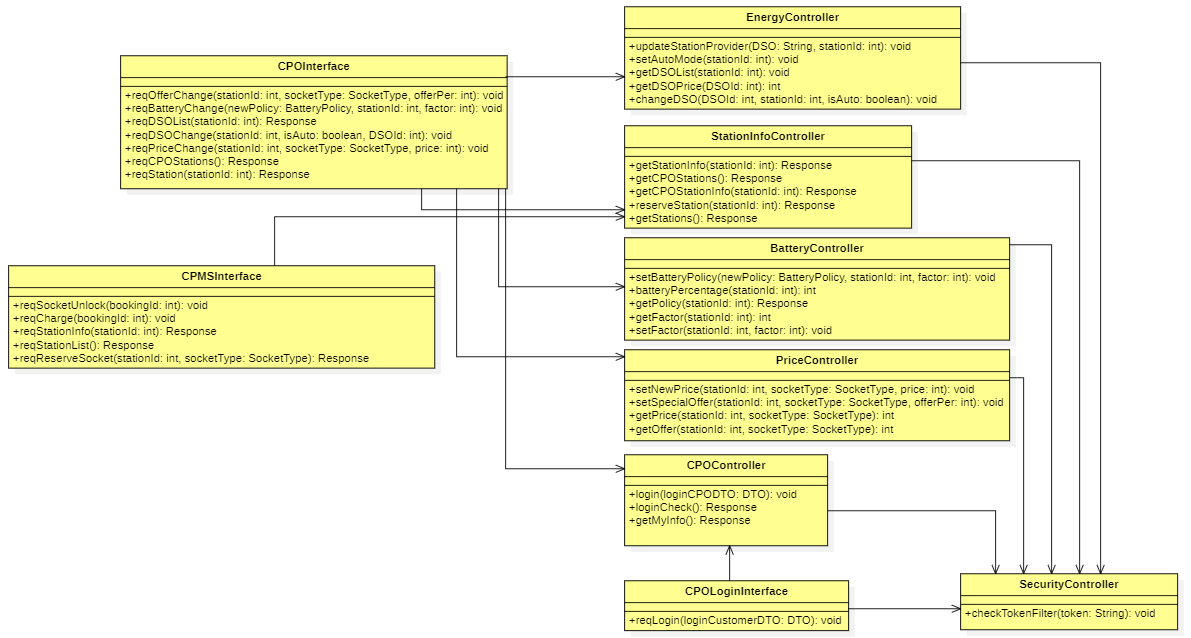 EnergyController
+updateStationProvider(DSO: String, stationId: int): void
+setAutoMode(stationId: int): void
+getDSOList(stationId: int): void
+getDSOPrice(DSOId: int): int
+changeDSO(DSOId: int, stationId: int, isAuto: boolean): void
CPOInterface
+reqOfferChange(stationId: int, socketType: SocketType, offerPer: int): void
+reqBatteryChange(newPolicy: BatteryPolicy, stationId: int, factor: int): void
+reqDSOList(stationId: int): Response
+reqDSOChange(stationId: int, isAuto: boolean, DSOId: int): void
+reqPriceChange(stationId: int, socketType: SocketType, price: int): void
+reqCPOStations(): Response
+reqStation(stationId: int): Response
StationInfoController
+getStationInfo(stationId: int): Response
+getCPOStations(): Response
+getCPOStationInfo(stationId: int): Response
+reserveStation(stationId: int): Response
+getStations(): Response
BatteryController
+setBatteryPolicy(newPolicy: BatteryPolicy, stationId: int, factor: int): void
+batteryPercentage(stationId: int): int
+getPolicy(stationId: int): Response
+getFactor(stationId: int): int
+setFactor(stationId: int, factor: int): void
CPMSInterface
+reqSocketUnlock(bookingId: int): void
+reqCharge(bookingId: int): void
+reqStationInfo(stationId: int): Response
+reqStationList(): Response
+reqReserveSocket(stationId: int, socketType: SocketType): Response
PriceController
+setNewPrice(stationId: int, socketType: SocketType, price: int): void
+setSpecialOffer(stationId: int, socketType: SocketType, offerPer: int): void
+getPrice(stationId: int, socketType: SocketType): int
+getOffer(stationId: int, socketType: SocketType): int
CPOController
+login(loginCPODTO: DTO): void
+loginCheck(): Response
+getMyInfo(): Response
CPOLoginInterface
+reqLogin(loginCustomerDTO: DTO): void
SecurityController
+checkTokenFilter(token: String): void